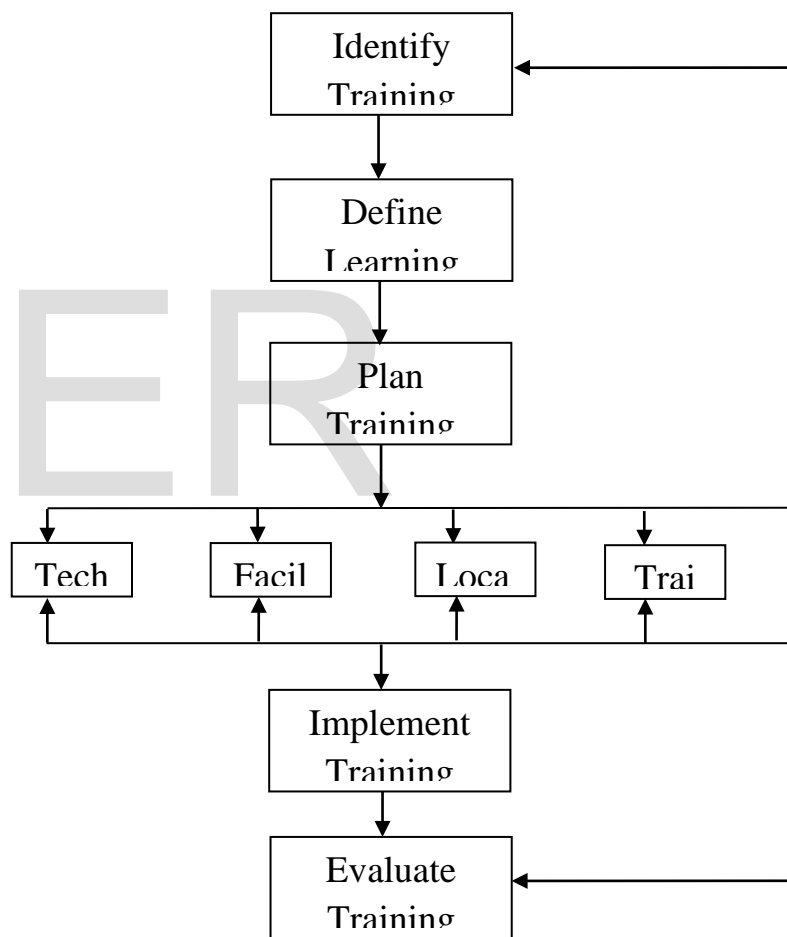 Identify
Training
Define
Learning
Plan
Training
ER
Tech
Facil
Loca
Trai
Implement
Training
Evaluate
Training